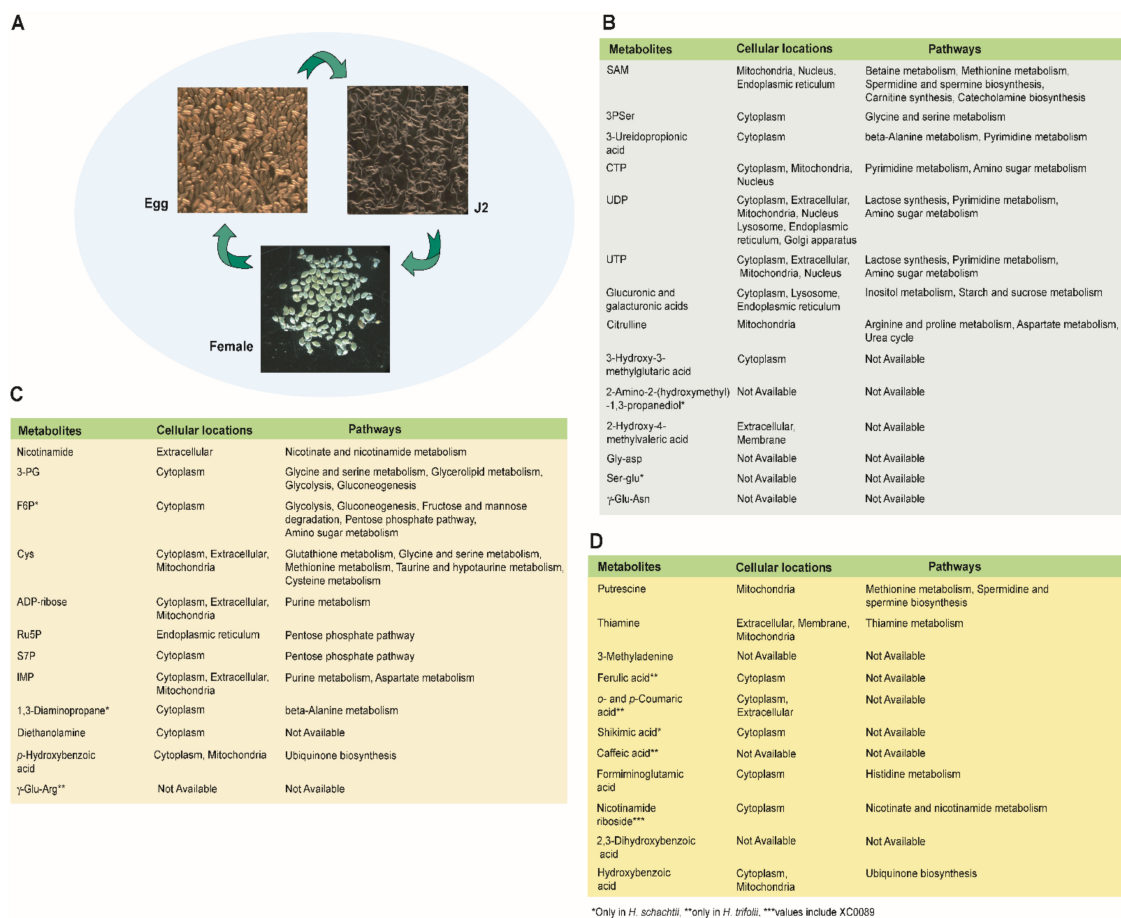 A
Egg
J2
Female
B
Metabolites Cellular locations Pathways
SAM Mitochondria, Nucleus, Betaine metabolism, Methionine metabolism,
Endoplasmic reticulum Spermidine and spermine biosynthesis,
Carnitine synthesis, Catecholamine biosynthesis
3PSer Cytoplasm Glycine and serine metabolism
3-Ureidopropionic Cytoplasm beta-Alanine metabolism, Pyrimidine metabolism
acid
CTP Cytoplasm, Mitochondria, Pyrimidine metabolism, Amino sugar metabolism
Nucleus
UDP Cytoplasm, Extracellular, Lactose synthesis, Pyrimidine metabolism,
Mitochondria, Nucleus Amino sugar metabolism
Lysosome, Endoplasmic
reticulum, Golgi apparatus
UTP Cytoplasm, Extracellular, Lactose synthesis, Pyrimidine metabolism,
Mitochondria, Nucleus Amino sugar metabolism
Glucuronic and Cytoplasm, Lysosome, Inositol metabolism, Starch and sucrose metabolism
galacturonic acids Endoplasmic reticulum
Citrulline Mitochondria Arginine and proline metabolism, Aspartate metabolism,
Urea cycle
3-Hydroxy-3- Cytoplasm Not Available
methylglutaric acid
2-Amino-2-(hydroxymethyl) Not Available Not Available
-1,3-propanediol*
2-Hydroxy-4- Extracellular, Not Available
methylvaleric acid Membrane
Gly-asp Not Available Not Available
Ser-glu* Not Available Not Available
γ-Glu-Asn Not Available Not Available
C
Metabolites Cellular locations Pathways
Nicotinamide Extracellular Nicotinate and nicotinamide metabolism
3-PG Cytoplasm Glycine and serine metabolism, Glycerolipid metabolism,
Glycolysis, Gluconeogenesis
F6P* Cytoplasm Glycolysis, Gluconeogenesis, Fructose and mannose
degradation, Pentose phosphate pathway,
Amino sugar metabolism
Cys Cytoplasm, Extracellular, Glutathione metabolism, Glycine and serine metabolism,
Mitochondria Methionine metabolism, Taurine and hypotaurine metabolism,
Cysteine metabolism
ADP-ribose Cytoplasm, Extracellular, Purine metabolism
Mitochondria
Ru5P Endoplasmic reticulum Pentose phosphate pathway
S7P Cytoplasm Pentose phosphate pathway
IMP Cytoplasm, Extracellular, Purine metabolism, Aspartate metabolism
Mitochondria
1,3-Diaminopropane* Cytoplasm beta-Alanine metabolism
Diethanolamine Cytoplasm Not Available
p-Hydroxybenzoic Cytoplasm, Mitochondria Ubiquinone biosynthesis
acid
γ-Glu-Arg** Not Available Not Available
D
Metabolites Cellular locations Pathways
Putrescine Mitochondria Methionine metabolism, Spermidine and
spermine biosynthesis
Thiamine Extracellular, Membrane, Thiamine metabolism
Mitochondria
3-Methyladenine Not Available Not Available
Ferulic acid** Cytoplasm Not Available
o- and p-Coumaric Cytoplasm, Not Available
acid** Extracellular
Shikimic acid* Cytoplasm Not Available
Caffeic acid** Not Available Not Available
Formiminoglutamic Cytoplasm Histidine metabolism
acid
Nicotinamide Cytoplasm Nicotinate and nicotinamide metabolism
riboside***
2,3-Dihydroxybenzoic Not Available Not Available
acid
Hydroxybenzoic Cytoplasm, Ubiquinone biosynthesis
acid Mitochondria
*Only in H. schachtii, **only in H. trifolii, ***values include XC0089